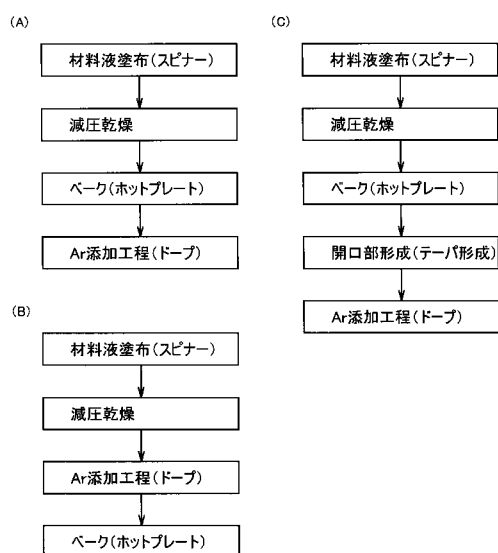 (A)
材料液塗布(スピナー)
減圧乾燥
ベーク(ホットプレート)
Ar添加工程(ドープ)
(B)
材料液塗布(スピナー)
減圧乾燥
Ar添加工程(ドープ)
ベーク(ホットプレート)
(C)
材料液塗布(スピナー)
減圧乾燥
ベーク(ホットプレート)
開口部形成(テーパ形成)
Ar添加工程(ドープ)